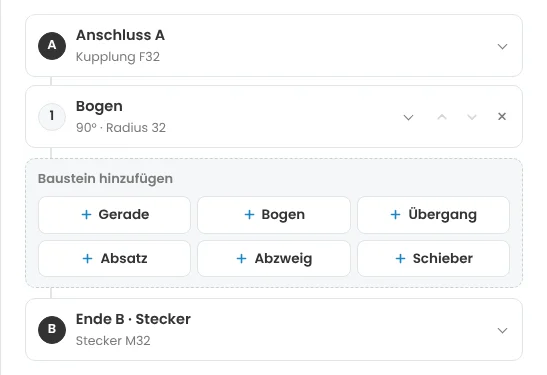 A
Anschluss A
Kupplung F32
1
Bogen
90° · Radius 32
Baustein hinzufügen
+ Gerade
+ Bogen
+ Übergang
+ Absatz
+ Abzweig
+ Schieber
B
Ende B · Stecker
Stecker M32